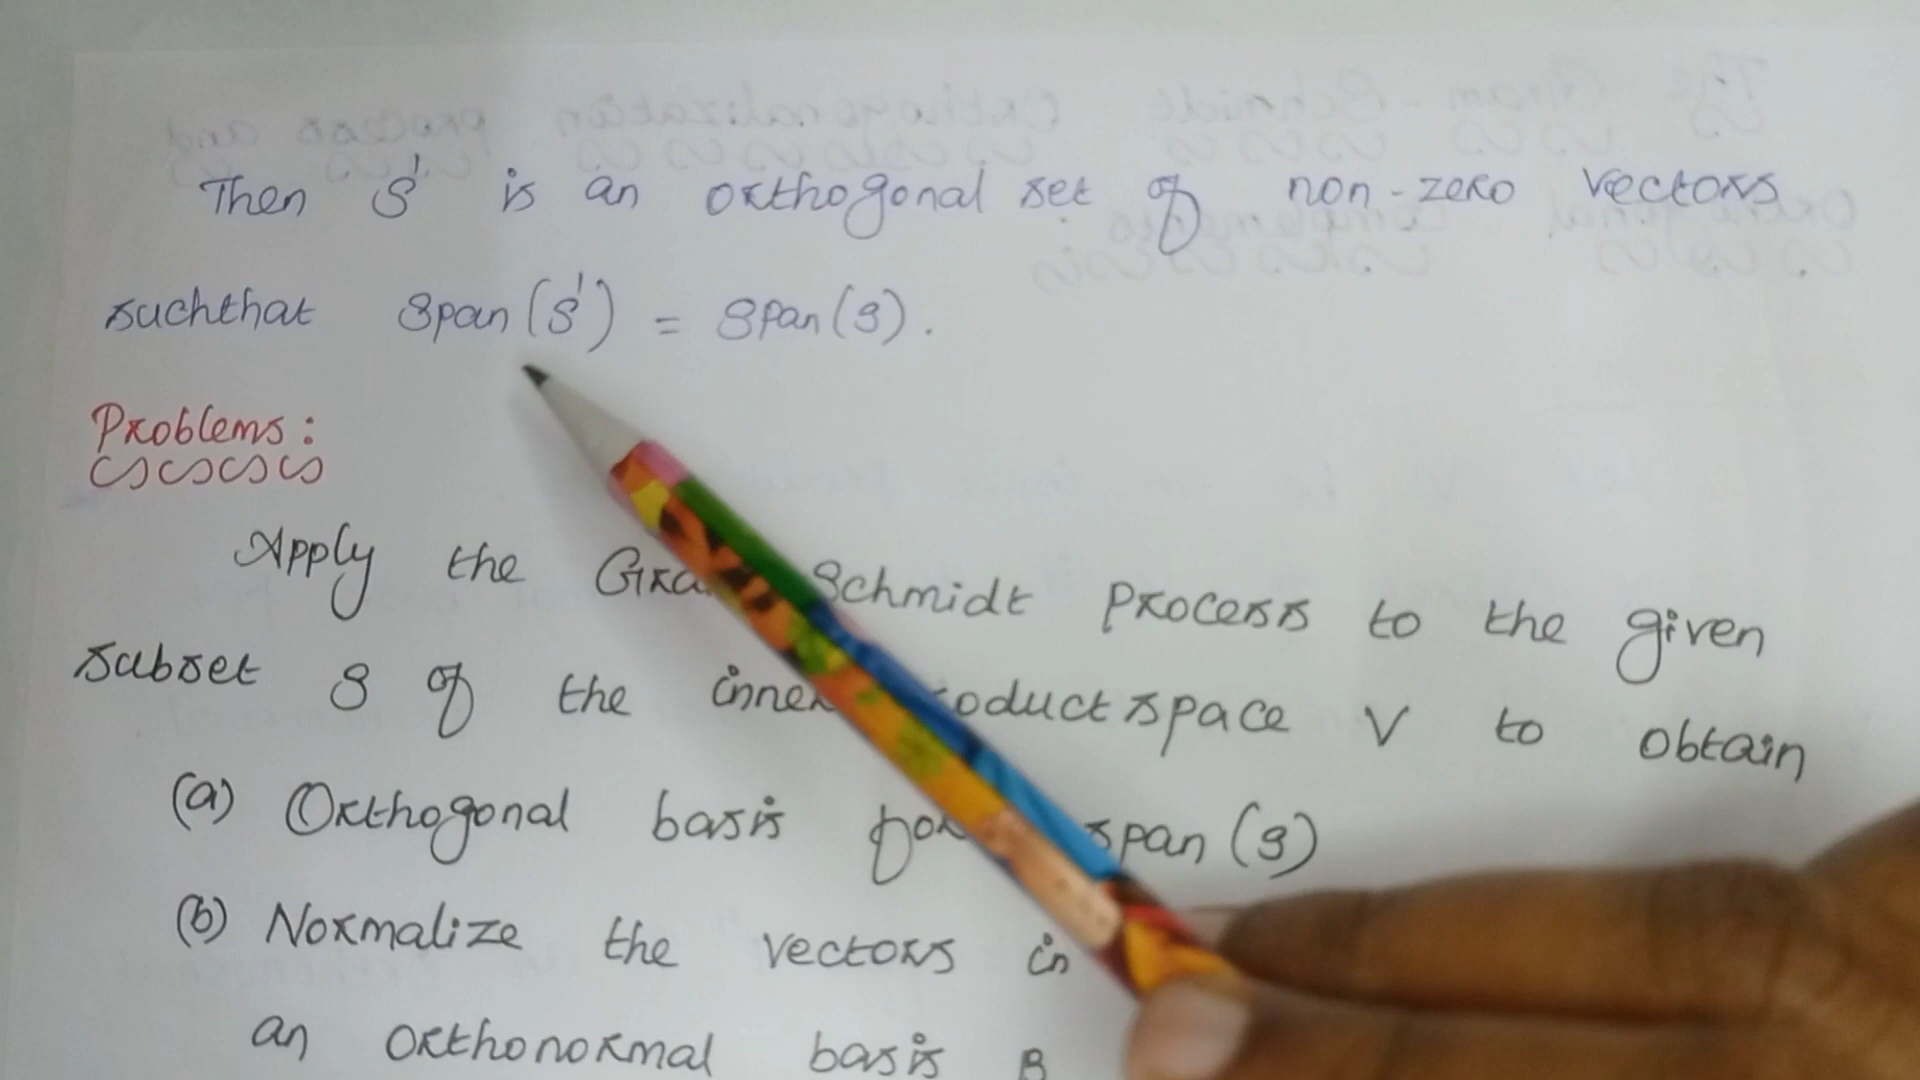 Then S' is an orthogonal set of non-zero vectors
suchthat Span(S') = Span(S).
Problems:
Apply the Schmidt process to the given
subset S of the space V to obtain
(a) Orthogonal basis span(S)
(b) Normalize the vectors in
an orthonormal basis B